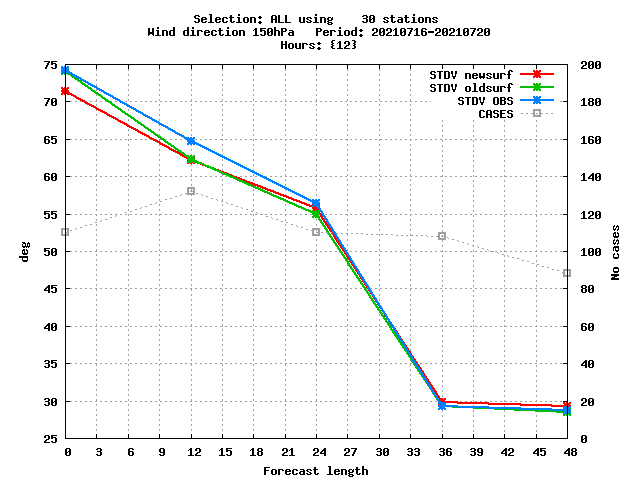 Selection: ALL using    30 stations
Wind direction 150hPa   Period: 20210716-20210720
Hours: {12}
STDV newsurf
STDV oldsurf
STDV OBS
CASES
75
70
65
60
55
50
45
40
35
30
25
deg
200
180
160
140
120
100
80
60
40
20
0
No cases
0 3 6 9 12 15 18 21 24 27 30 33 36 39 42 45 48
Forecast length